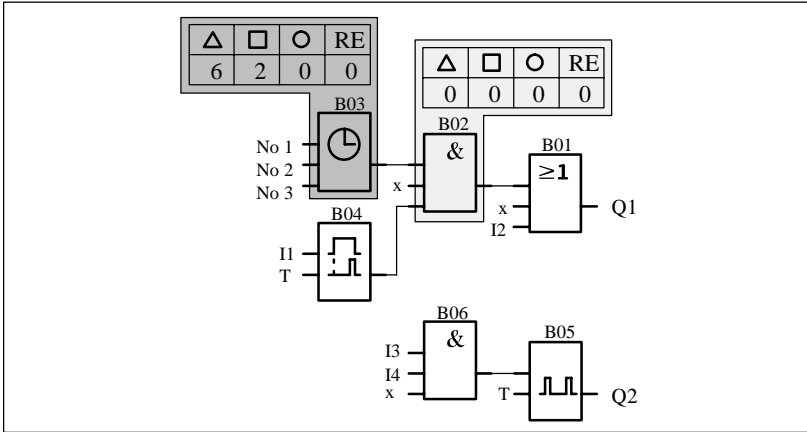 △ □ ○ RE
6 2 0 0
△ □ ○ RE
0 0 0 0
B03
No 1
No 2
No 3
B02
&
x
B01
≥1
x
I2
Q1
B04
I1
T
B06
&
I3
I4
x
B05
T
Q2